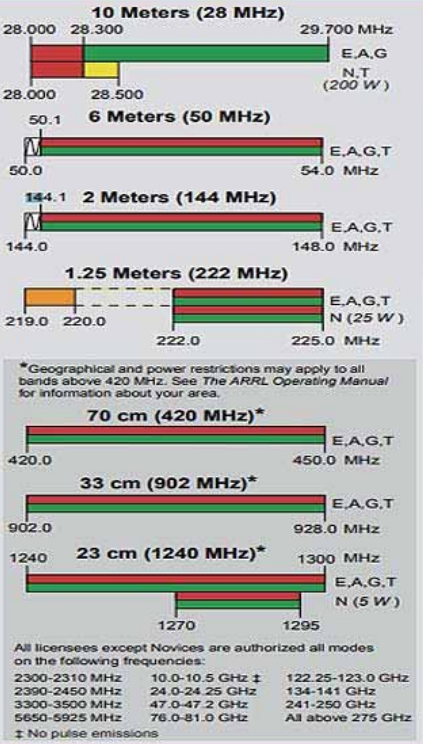 10 Meters (28 MHz)
28.000 28.300 29.700 MHz
E,A,G
N,T
(200 W)
28.000 28.500
6 Meters (50 MHz)
50.1
E,A,G,T
50.0 54.0 MHz
2 Meters (144 MHz)
144.1
E,A,G,T
144.0 148.0 MHz
1.25 Meters (222 MHz)
E,A,G,T
N (25 W)
219.0 220.0
222.0 225.0 MHz
*Geographical and power restrictions may apply to all
bands above 420 MHz. See The ARRL Operating Manual
for information about your area.
70 cm (420 MHz)*
E,A,G,T
420.0 450.0 MHz
33 cm (902 MHz)*
E,A,G,T
902.0 928.0 MHz
23 cm (1240 MHz)*
1240 1300 MHz
E,A,G,T
N (5 W)
1270 1295
All licensees except Novices are authorized all modes
on the following frequencies:
2300-2310 MHz 10.0-10.5 GHz ‡ 122.25-123.0 GHz
2390-2450 MHz 24.0-24.25 GHz 134-141 GHz
3300-3500 MHz 47.0-47.2 GHz 241-250 GHz
5650-5925 MHz 76.0-81.0 GHz All above 275 GHz
‡ No pulse emissions